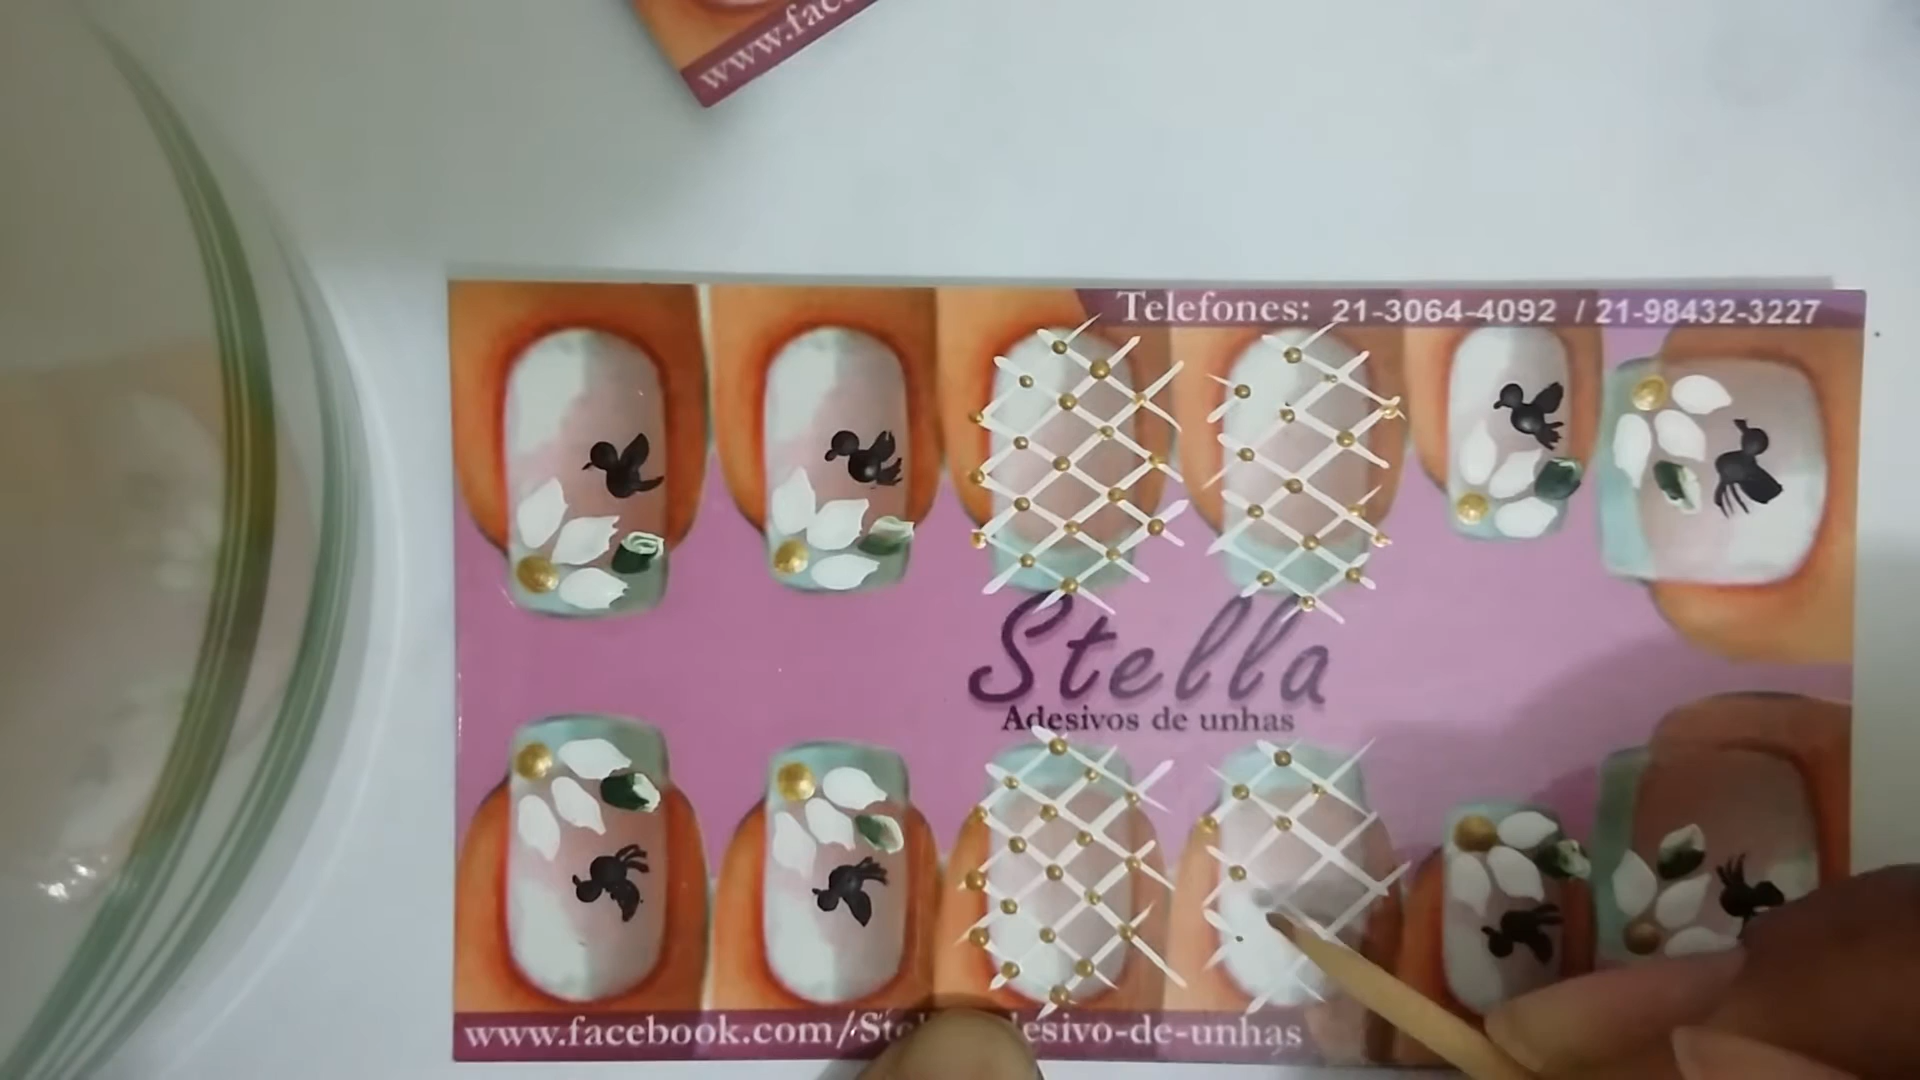 www.fac
Telefones: 21-3064-4092 / 21-98432-3227
Stella
Adesivos de unhas
www.facebook.com/Stel desivo-de-unhas